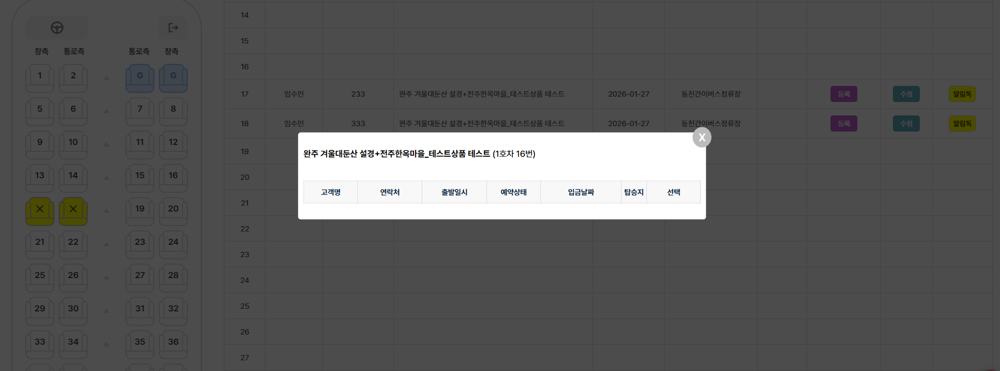 창측 통로측 통로측 창측
1 2 G G
5 6 7 8
9 10 11 12
13 14 15 16
19 20
21 22 23 24
25 26 27 28
29 30 31 32
33 34 35 36
14
15
16
17 임수민 233 완주 겨울대둔산 설경+전주한옥마을_테스트상품 테스트 2026-01-27 동천간이버스정류장 등록 수정 알림톡
18 임수민 333 완주 겨울대둔산 설경+전주한옥마을_테스트상품 테스트 2026-01-27 동천간이버스정류장 등록 수정 알림톡
19
20
21
22
23
24
25
26
27
X
완주 겨울대둔산 설경+전주한옥마을_테스트상품 테스트 (1호차 16번)
고객명 연락처 출발일시 예약상태 입금날짜 탑승지 선택